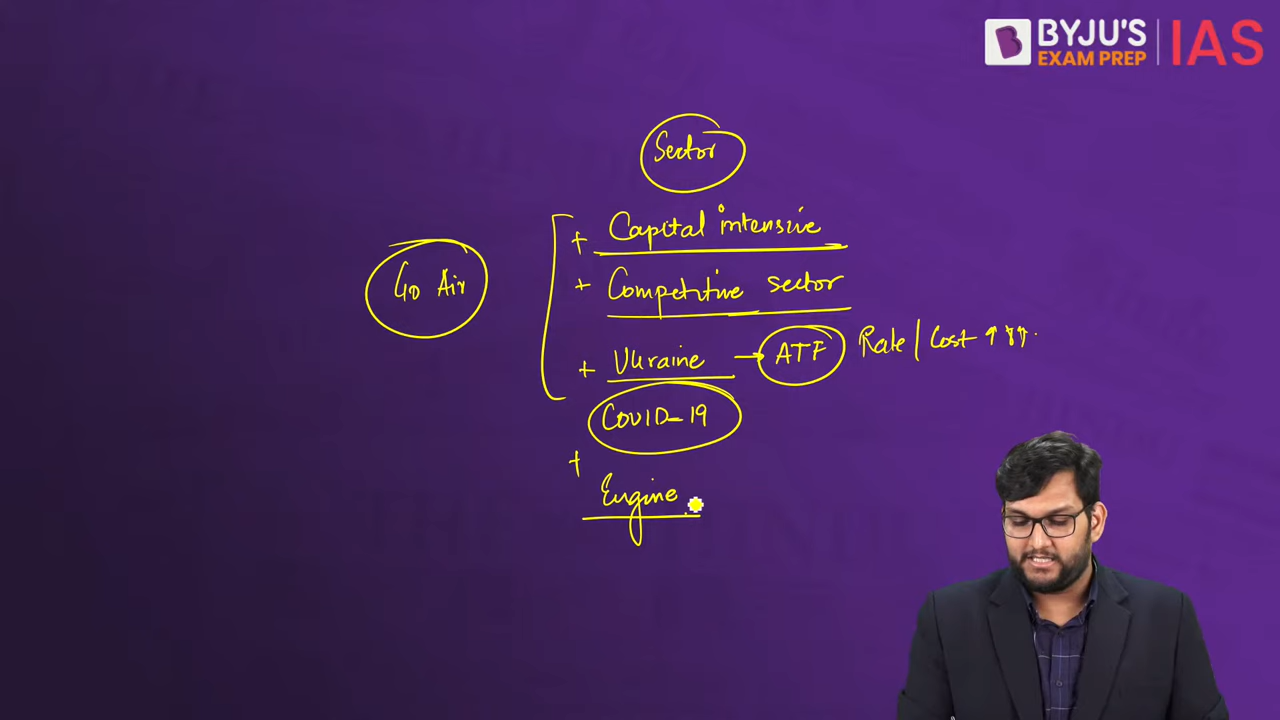 BYJU'S
EXAM PREP
IAS
Sector
Go Air
+ Capital intensive
+ Competitive sector
+ Ukraine → ATF Rate / Cost ↑↑↑
COVID-19
+
Engine